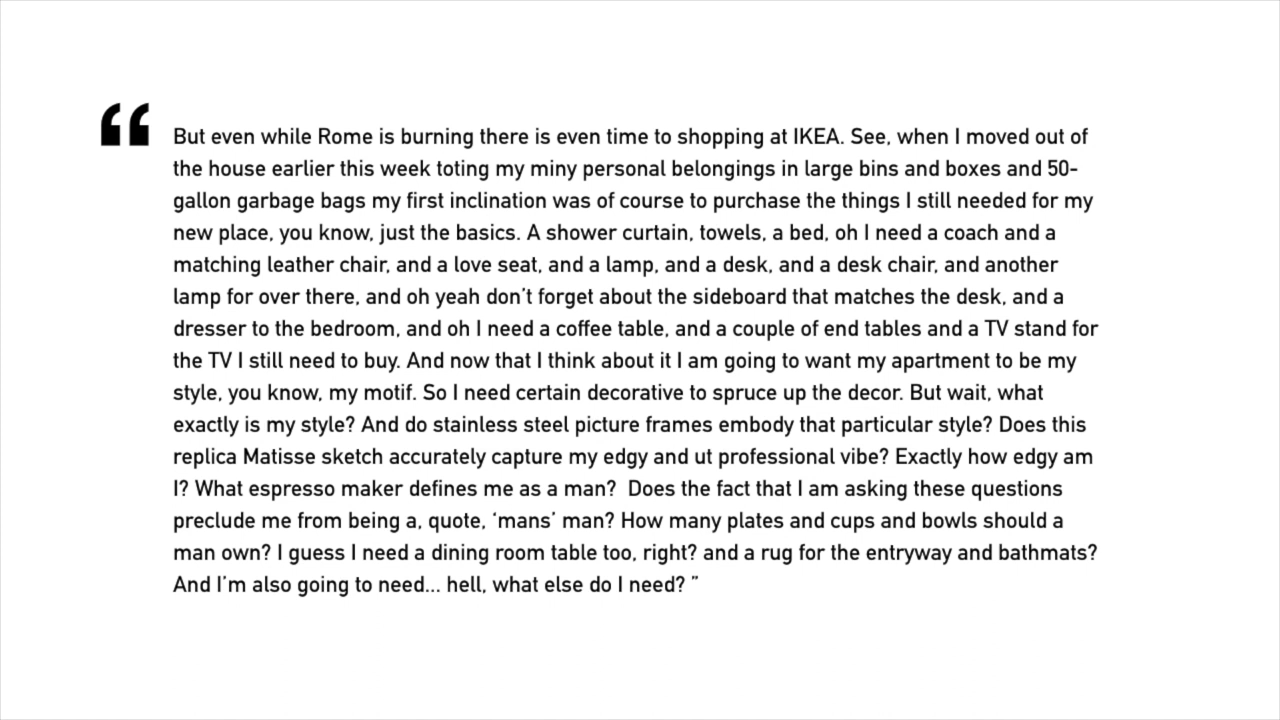 “ But even while Rome is burning there is even time to shopping at IKEA. See, when I moved out of
the house earlier this week toting my miny personal belongings in large bins and boxes and 50-
gallon garbage bags my first inclination was of course to purchase the things I still needed for my
new place, you know, just the basics. A shower curtain, towels, a bed, oh I need a coach and a
matching leather chair, and a love seat, and a lamp, and a desk, and a desk chair, and another
lamp for over there, and oh yeah don’t forget about the sideboard that matches the desk, and a
dresser to the bedroom, and oh I need a coffee table, and a couple of end tables and a TV stand for
the TV I still need to buy. And now that I think about it I am going to want my apartment to be my
style, you know, my motif. So I need certain decorative to spruce up the decor. But wait, what
exactly is my style? And do stainless steel picture frames embody that particular style? Does this
replica Matisse sketch accurately capture my edgy and ut professional vibe? Exactly how edgy am
I? What espresso maker defines me as a man?  Does the fact that I am asking these questions
preclude me from being a, quote, ‘mans’ man? How many plates and cups and bowls should a
man own? I guess I need a dining room table too, right? and a rug for the entryway and bathmats?
And I’m also going to need... hell, what else do I need? ”